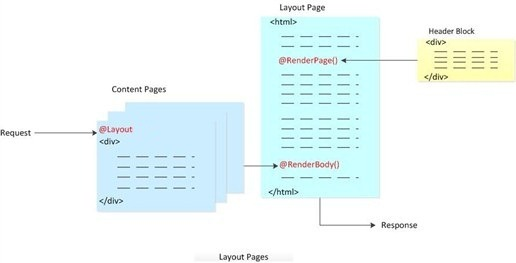 Layout Page
<html>
Header Block
<div>
@RenderPage()
</div>
Content Pages
Request
@Layout
<div>
@RenderBody()
</div>
</html>
Response
Layout Pages